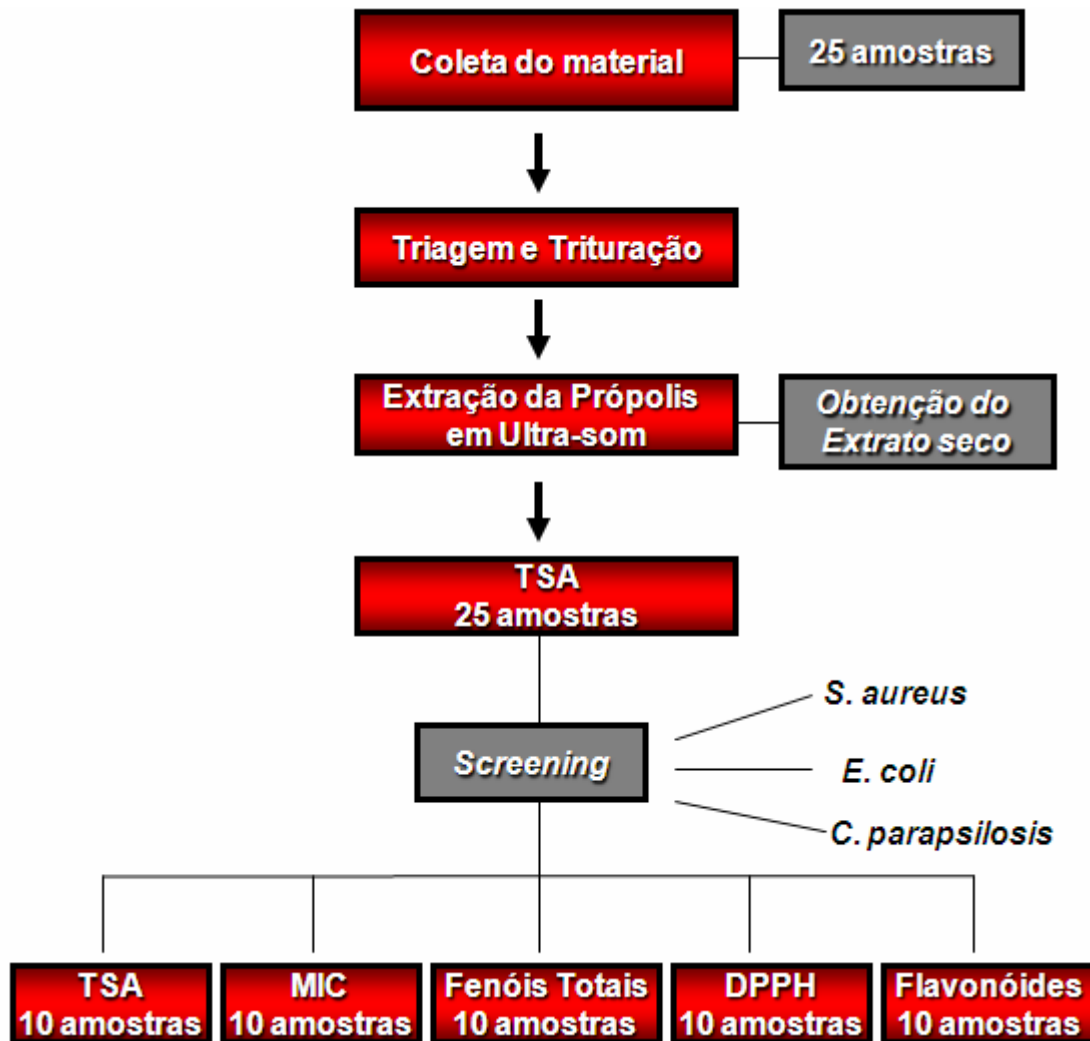 Coleta do material
25 amostras
Triagem e Trituração
Extração da Própolis
em Ultra-som
Obtenção do
Extrato seco
TSA
25 amostras
Screening
S. aureus
E. coli
C. parapsilosis
TSA
10 amostras
MIC
10 amostras
Fenóis Totais
10 amostras
DPPH
10 amostras
Flavonóides
10 amostras